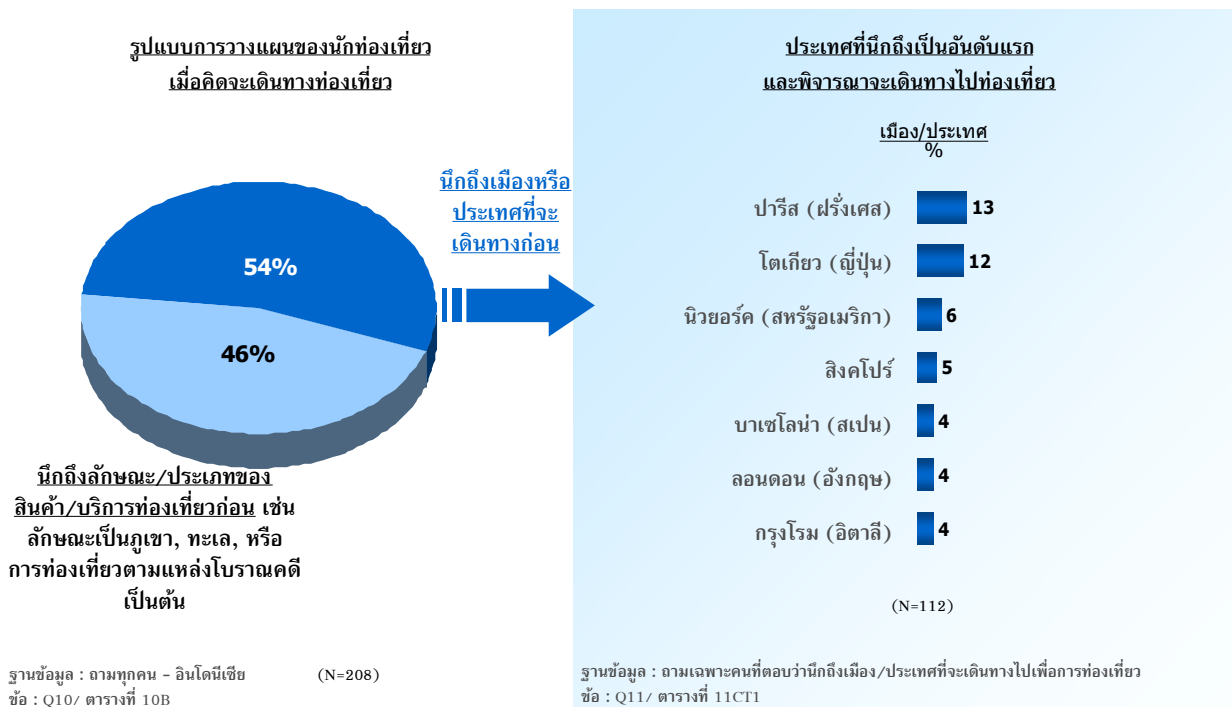 รูปแบบการวางแผนของนักท่องเที่ยว
เมื่อคิดจะเดินทางท่องเที่ยว
54%
46%
นึกถึงเมืองหรือ
ประเทศที่จะ
เดินทางก่อน
นึกถึงลักษณะ/ประเภทของ
สินค้า/บริการท่องเที่ยวก่อน เช่น
ลักษณะเป็นภูเขา, ทะเล, หรือ
การท่องเที่ยวตามแหล่งโบราณคดี
เป็นต้น
ฐานข้อมูล : ถามทุกคน - อินโดนีเซีย (N=208)
ข้อ : Q10/ ตารางที่ 10B
ประเทศที่นึกถึงเป็นอันดับแรก
และพิจารณาจะเดินทางไปท่องเที่ยว
เมือง/ประเทศ
%
ปารีส (ฝรั่งเศส) 13
โตเกียว (ญี่ปุ่น) 12
นิวยอร์ค (สหรัฐอเมริกา) 6
สิงคโปร์ 5
บาเซโลน่า (สเปน) 4
ลอนดอน (อังกฤษ) 4
กรุงโรม (อิตาลี) 4
(N=112)
ฐานข้อมูล : ถามเฉพาะคนที่ตอบว่านึกถึงเมือง/ประเทศที่จะเดินทางไปเพื่อการท่องเที่ยว
ข้อ : Q11/ ตารางที่ 11CT1